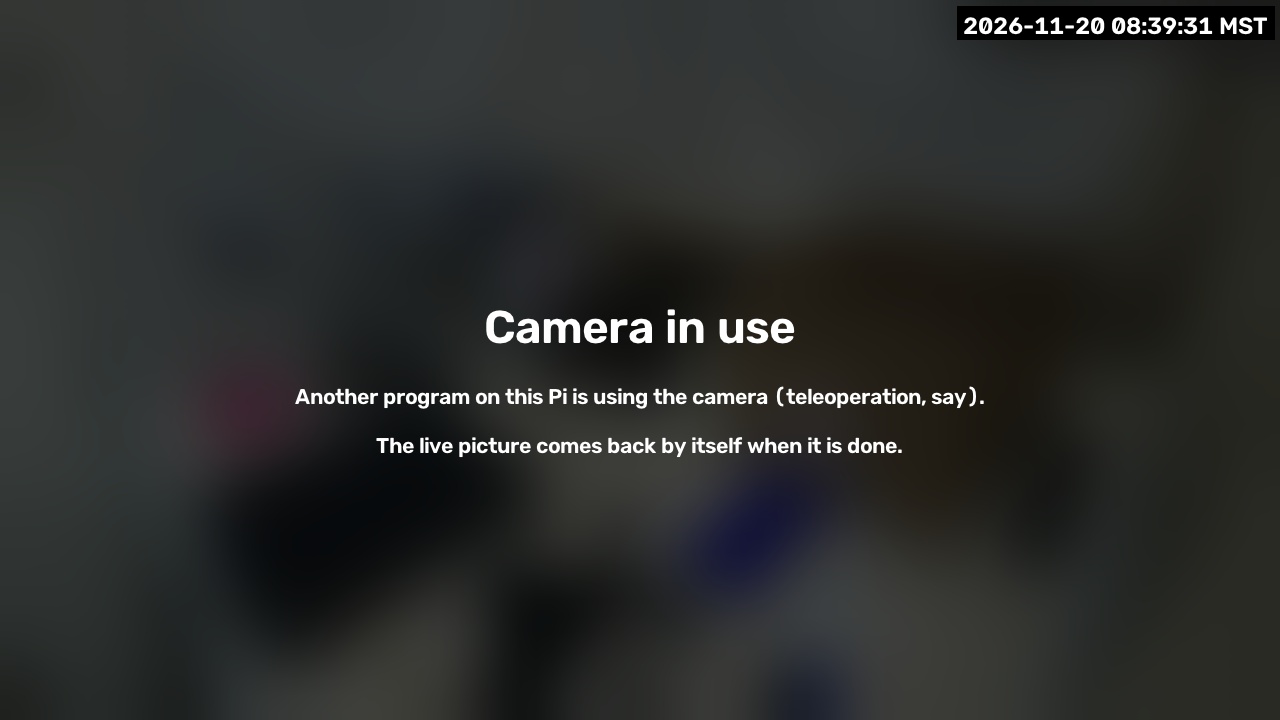 2026-11-20 08:39:31 MST
Camera in use
Another program on this Pi is using the camera (teleoperation, say).
The live picture comes back by itself when it is done.